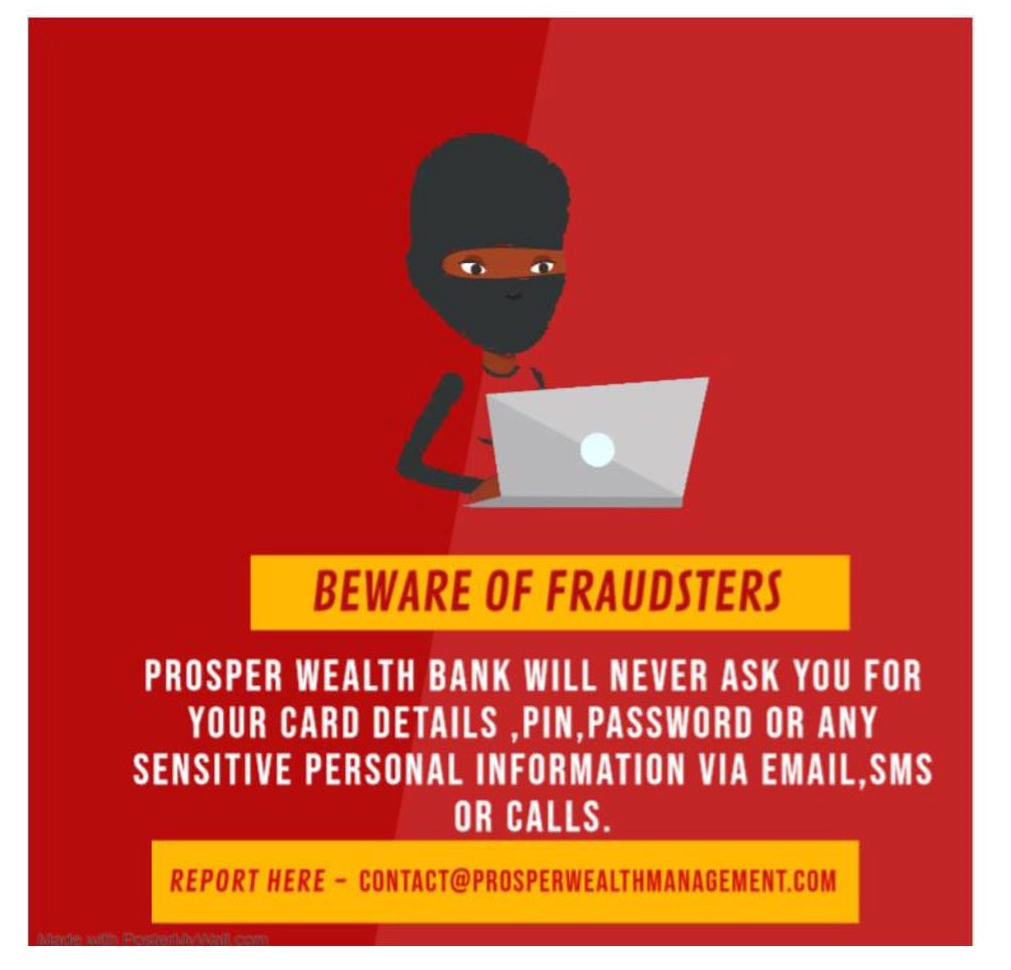 BEWARE OF FRAUDSTERS
PROSPER WEALTH BANK WILL NEVER ASK YOU FOR
YOUR CARD DETAILS ,PIN,PASSWORD OR ANY
SENSITIVE PERSONAL INFORMATION VIA EMAIL,SMS
OR CALLS.
REPORT HERE - CONTACT@PROSPERWEALTHMANAGEMENT.COM
Made with PosterMyWall.com